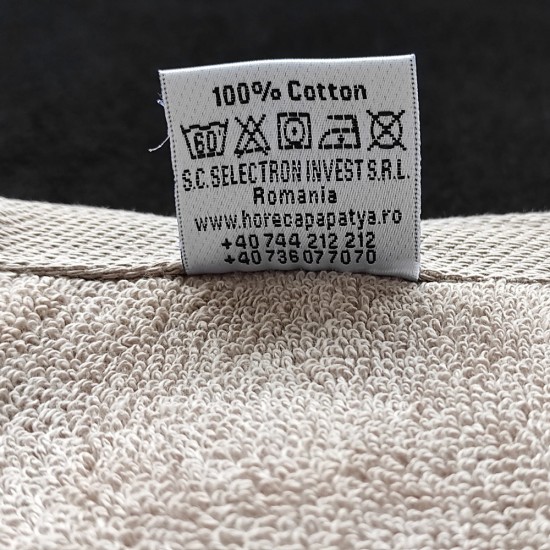 100% Cotton
60
S.C. SELECTRON INVEST S.R.L.
Romania
www.horecapapatya.ro
+40 744 212 212
+40 736 077 070